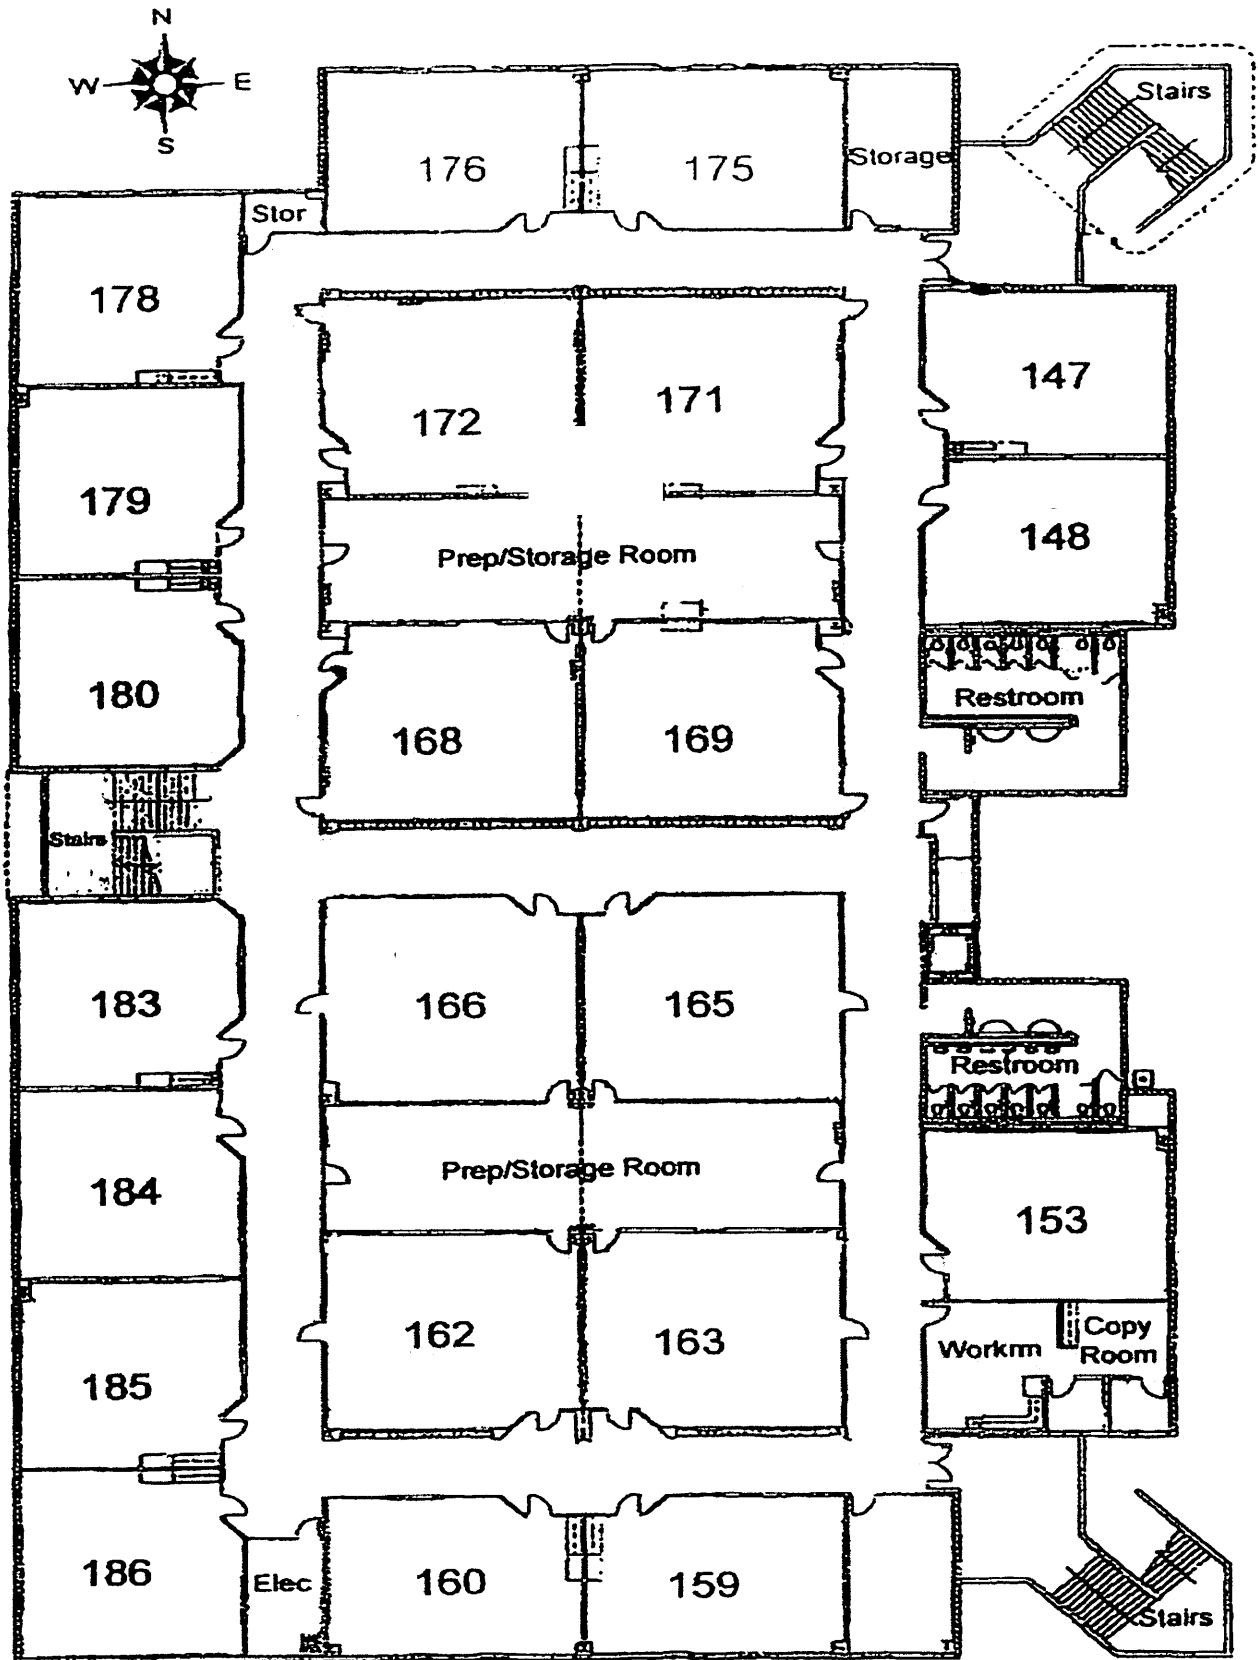 N
W E
S
Stairs
176 175 Storage
Stor
178
147
172 171
179
148
Prep/Storage Room
180
Restroom
168 169
Stairs
183
166 165
Restroom
184
Prep/Storage Room
153
162 163
Workrm
Copy
Room
185
186
Elec
160 159
Stairs